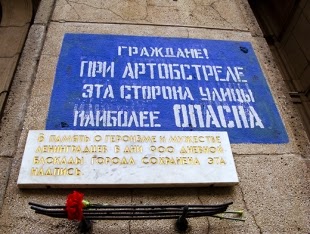 ГРАЖДАНЕ!
ПРИ АРТОБСТРЕЛЕ
ЭТА СТОРОНА УЛИЦЫ
НАИБОЛЕЕ ОПАСНА
В ПАМЯТЬ О ГЕРОИЗМЕ И МУЖЕСТВЕ
ЛЕНИНГРАДЦЕВ В ДНИ 900 ДНЕВНОЙ
БЛОКАДЫ ГОРОДА СОХРАНЕНА ЭТА
НАДПИСЬ.